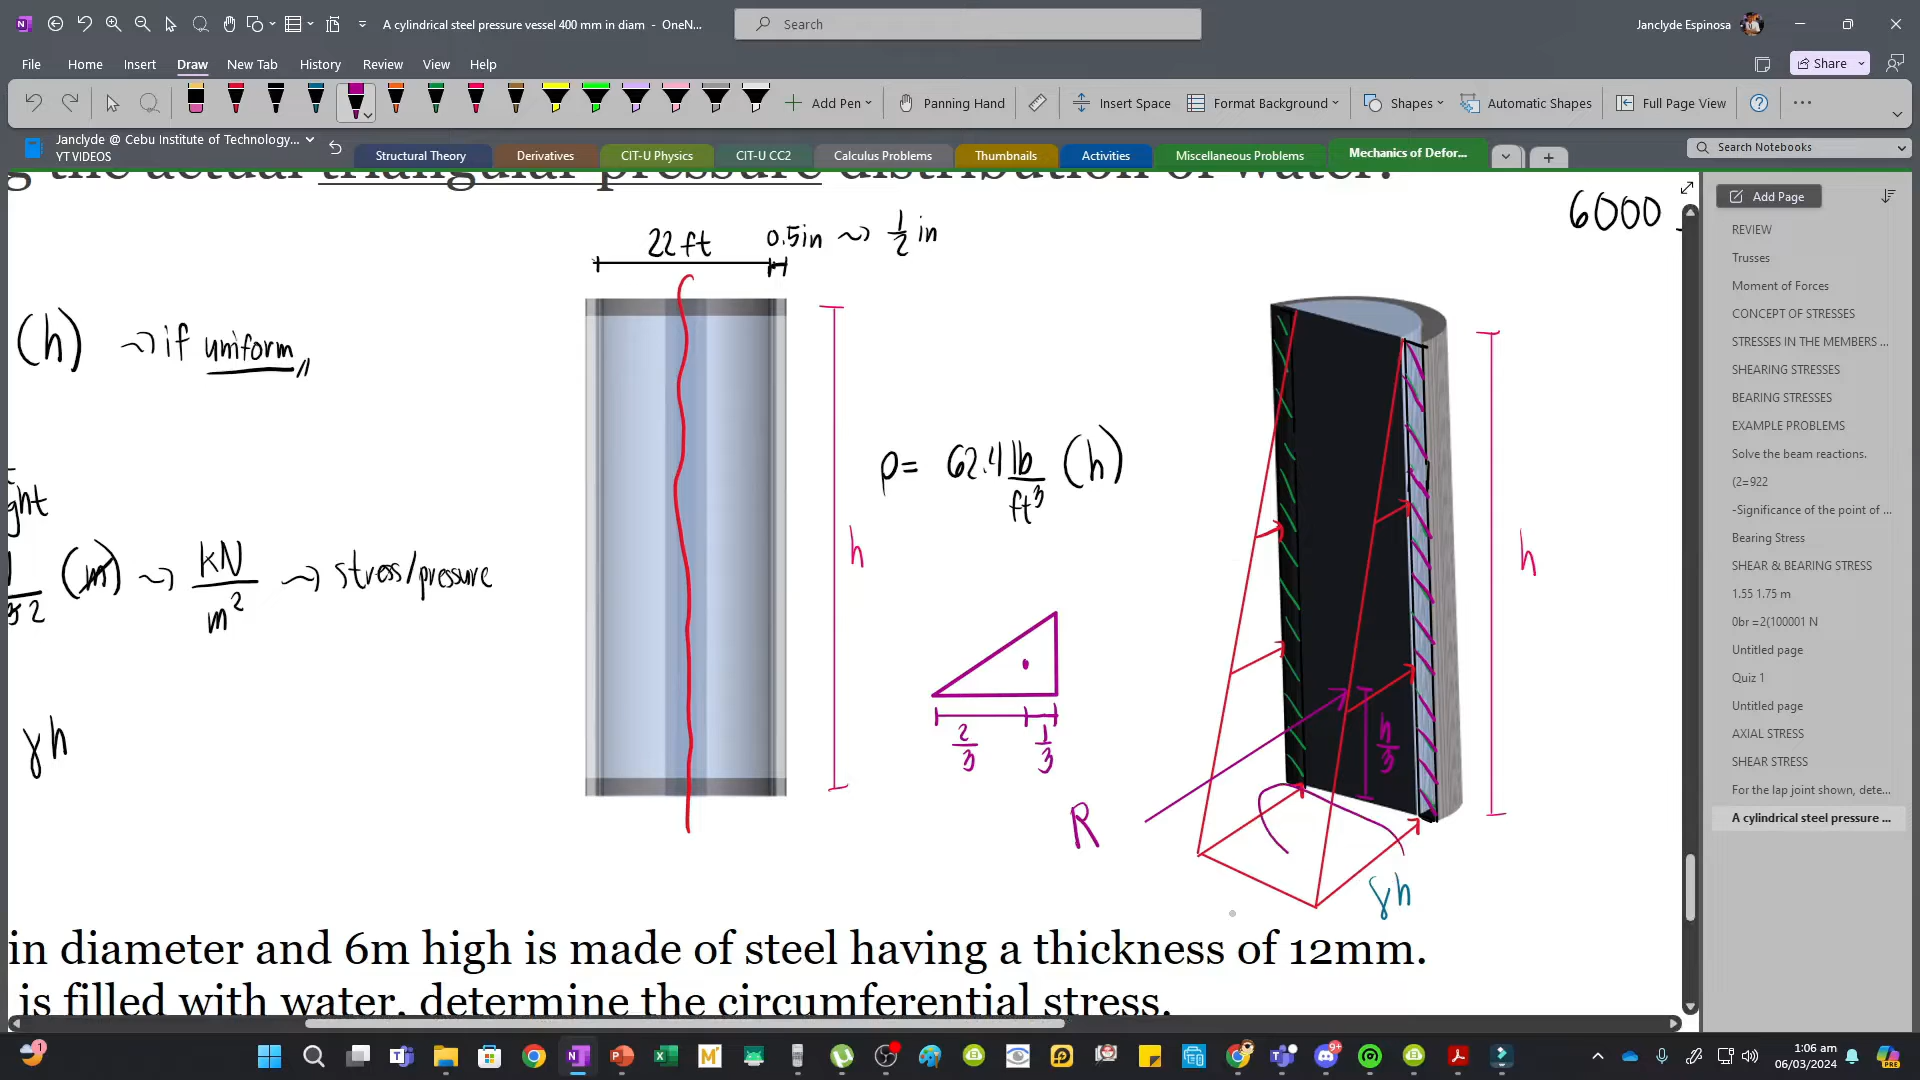 A cylindrical steel pressure vessel 400 mm in diam - OneN...
Search
Janclyde Espinosa
File Home Insert Draw New Tab History Review View Help
Share
Add Pen
Panning Hand
Insert Space
Format Background
Shapes
Automatic Shapes
Full Page View
Janclyde @ Cebu Institute of Technology...
YT VIDEOS
Structural Theory
Derivatives
CIT-U Physics
CIT-U CC2
Calculus Problems
Thumbnails
Activities
Miscellaneous Problems
Mechanics of Defor...
Search Notebooks
g the actual triangular pressure distribution of water.
6000
22 ft
0.5in ~> 1/2 in
(h) ~> if uniform,,
p = 62.4 lb/ft³ (h)
ght
(m) ~> kN/m² ~> stress/pressure
h
h
2/3
1/3
h/3
γh
R
γh
in diameter and 6m high is made of steel having a thickness of 12mm.
is filled with water, determine the circumferential stress.
Add Page
REVIEW
Trusses
Moment of Forces
CONCEPT OF STRESSES
STRESSES IN THE MEMBERS ...
SHEARING STRESSES
BEARING STRESSES
EXAMPLE PROBLEMS
Solve the beam reactions.
(2=922
-Significance of the point of ...
Bearing Stress
SHEAR & BEARING STRESS
1.55 1.75 m
0br =2(100001 N
Untitled page
Quiz 1
Untitled page
AXIAL STRESS
SHEAR STRESS
For the lap joint shown, dete...
A cylindrical steel pressure ...
1:06 am
06/03/2024